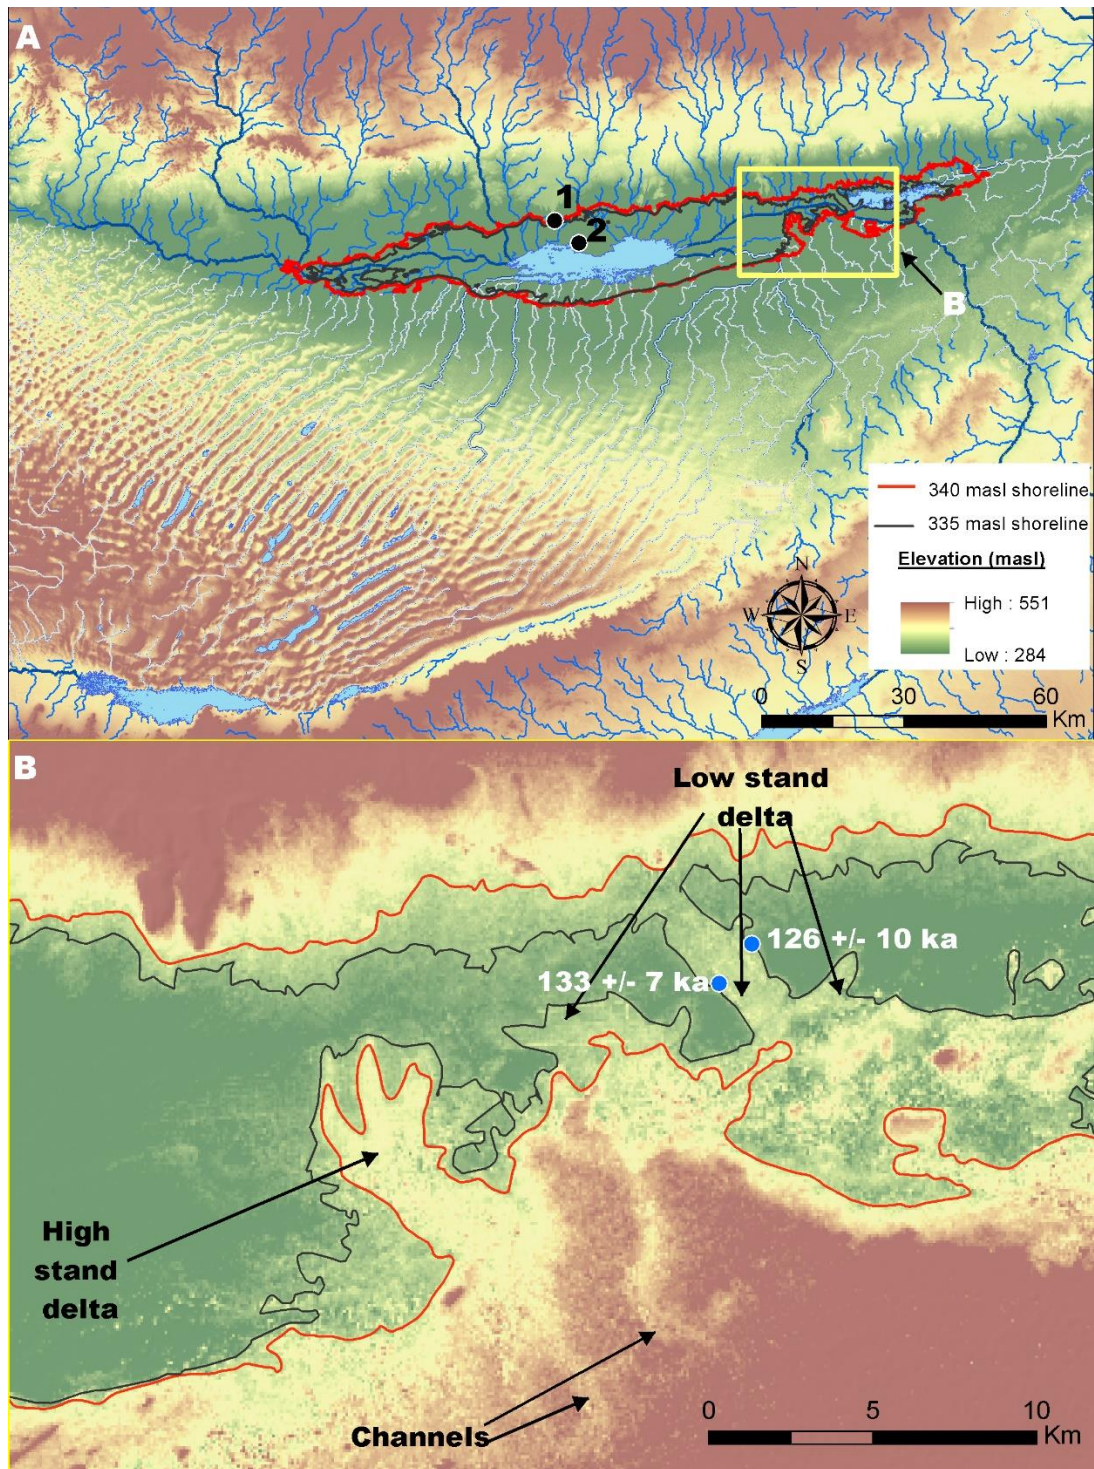 A
1
2
B
340 masl shoreline
335 masl shoreline
Elevation (masl)
High : 551
Low : 284
N
W E
S
0 30 60
Km
B
Low stand
delta
126 +/- 10 ka
133 +/- 7 ka
High
stand
delta
Channels
0 5 10
Km